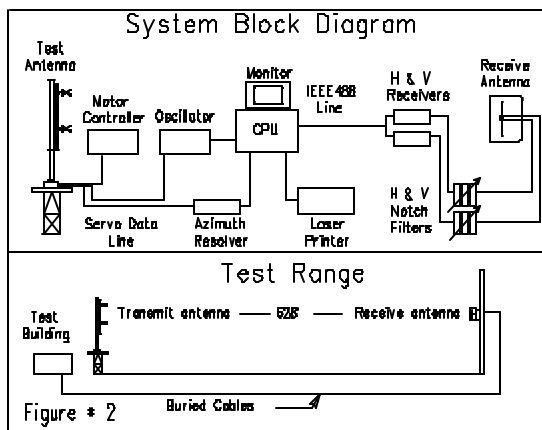 System Block Diagram
Test
Antenna
Motor
Controller
Oscillator
Monitor
CPU
IEEE488
Line
H & V
Receivers
Receive
Antenna
Servo Data
Line
Azimuth
Resolver
Laser
Printer
H & V
Notch
Filters
Test Range
Test
Building
Transmit antenna — 628' — Receive antenna
Buried Cables
Figure # 2